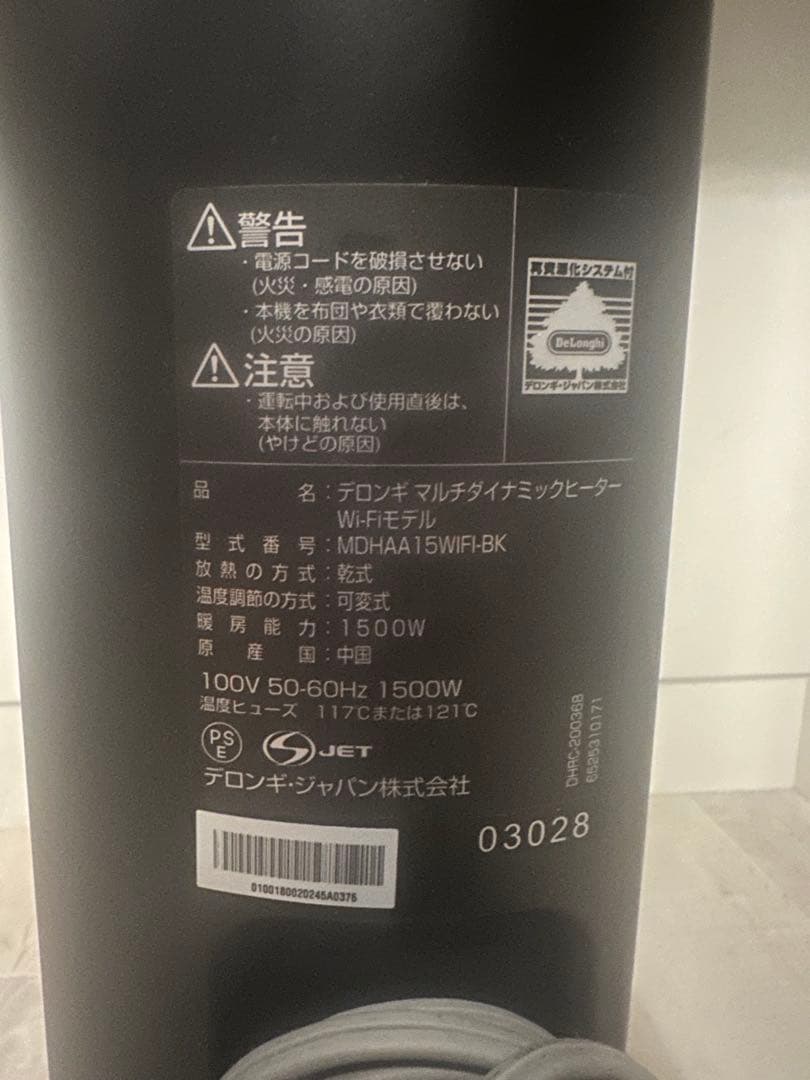 警告
・電源コードを破損させない
(火災・感電の原因)
・本機を布団や衣類で覆わない
(火災の原因)
注意
・運転中および使用直後は、
本体に触れない
(やけどの原因)
再資源化システム付
DeLonghi
デロンギ・ジャパン株式会社
品名:デロンギ マルチダイナミックヒーター
Wi-Fiモデル
型式番号:MDHAA15WIFI-BK
放熱の方式:乾式
温度調節の方式:可変式
暖房能力:1500W
原産国:中国
100V 50-60Hz 1500W
温度ヒューズ 117℃または121℃
PS
E
S JET
デロンギ・ジャパン株式会社
DHRC-20036B
6525310171
03028
0100180020245A0376